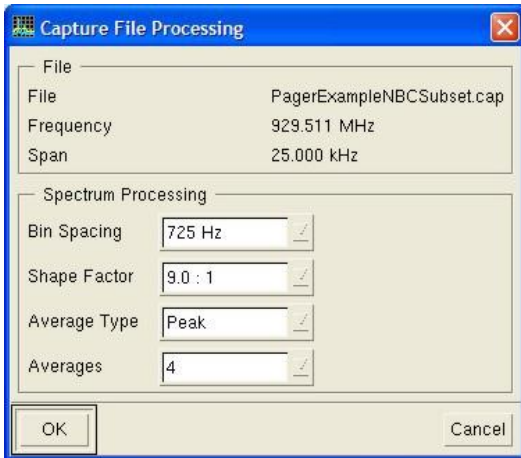 Capture File Processing
File
File PagerExampleNBCSubset.cap
Frequency 929.511 MHz
Span 25.000 kHz
Spectrum Processing
Bin Spacing 725 Hz
Shape Factor 9.0 : 1
Average Type Peak
Averages 4
OK Cancel